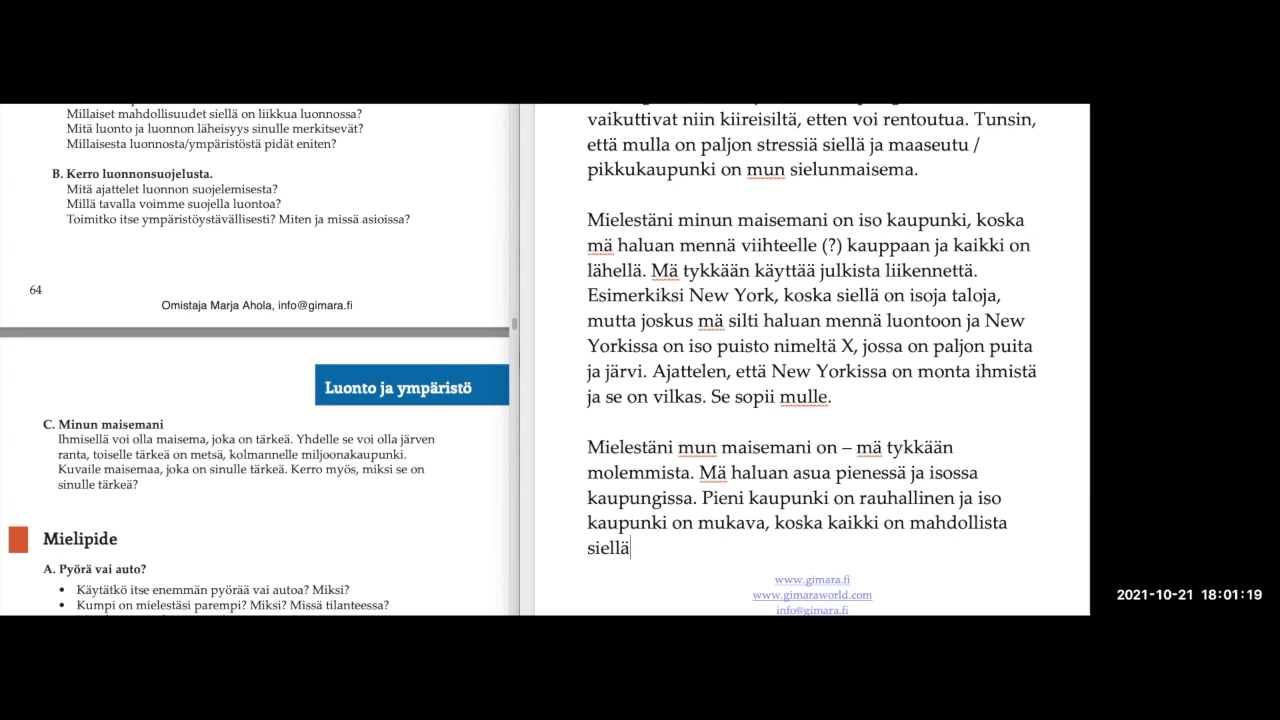 Millaiset mahdollisuudet siellä on liikkua luonnossa?
Mitä luonto ja luonnon läheisyys sinulle merkitsevät?
Millaisesta luonnosta/ympäristöstä pidät eniten?
B. Kerro luonnonsuojelusta.
Mitä ajattelet luonnon suojelemisesta?
Millä tavalla voimme suojella luontoa?
Toimitko itse ympäristöystävällisesti? Miten ja missä asioissa?
64
Omistaja Marja Ahola, info@gimara.fi
Luonto ja ympäristö
C. Minun maisemani
Ihmisellä voi olla maisema, joka on tärkeä. Yhdelle se voi olla järven
ranta, toiselle tärkeä on metsä, kolmannelle miljoonakaupunki.
Kuvaile maisemaa, joka on sinulle tärkeä. Kerro myös, miksi se on
sinulle tärkeä?
Mielipide
A. Pyörä vai auto?
• Käytätkö itse enemmän pyörää vai autoa? Miksi?
• Kumpi on mielestäsi parempi? Miksi? Missä tilanteessa?
vaikuttivat niin kiireisiltä, etten voi rentoutua. Tunsin,
että mulla on paljon stressiä siellä ja maaseutu /
pikkukaupunki on mun sielunmaisema.
Mielestäni minun maisemani on iso kaupunki, koska
mä haluan mennä viihteelle (?) kauppaan ja kaikki on
lähellä. Mä tykkään käyttää julkista liikennettä.
Esimerkiksi New York, koska siellä on isoja taloja,
mutta joskus mä silti haluan mennä luontoon ja New
Yorkissa on iso puisto nimeltä X, jossa on paljon puita
ja järvi. Ajattelen, että New Yorkissa on monta ihmistä
ja se on vilkas. Se sopii mulle.
Mielestäni mun maisemani on – mä tykkään
molemmista. Mä haluan asua pienessä ja isossa
kaupungissa. Pieni kaupunki on rauhallinen ja iso
kaupunki on mukava, koska kaikki on mahdollista
siellä
www.gimara.fi
www.gimaraworld.com
info@gimara.fi
2021-10-21 18:01:19